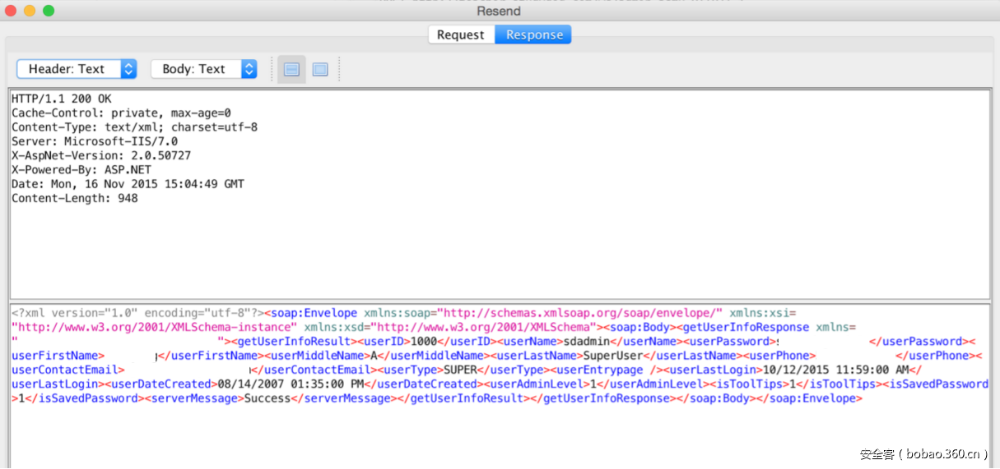 Resend
Request Response
Header: Text Body: Text
HTTP/1.1 200 OK
Cache-Control: private, max-age=0
Content-Type: text/xml; charset=utf-8
Server: Microsoft-IIS/7.0
X-AspNet-Version: 2.0.50727
X-Powered-By: ASP.NET
Date: Mon, 16 Nov 2015 15:04:49 GMT
Content-Length: 948
<?xml version="1.0" encoding="utf-8"?><soap:Envelope xmlns:soap="http://schemas.xmlsoap.org/soap/envelope/" xmlns:xsi=
"http://www.w3.org/2001/XMLSchema-instance" xmlns:xsd="http://www.w3.org/2001/XMLSchema"><soap:Body><getUserInfoResponse xmlns=
" "><getUserInfoResult><userID>1000</userID><userName>sdadmin</userName><userPassword> </userPassword><
userFirstName> </userFirstName><userMiddleName>A</userMiddleName><userLastName>SuperUser</userLastName><userPhone> </userPhone><
userContactEmail> </userContactEmail><userType>SUPER</userType><userEntrypage /><userLastLogin>10/12/2015 11:59:00 AM</
userLastLogin><userDateCreated>08/14/2007 01:35:00 PM</userDateCreated><userAdminLevel>1</userAdminLevel><isToolTips>1</isToolTips><isSavedPassword
>1</isSavedPassword><serverMessage>Success</serverMessage></getUserInfoResult></getUserInfoResponse></soap:Body></soap:Envelope>
安全客（bobao.360.cn）